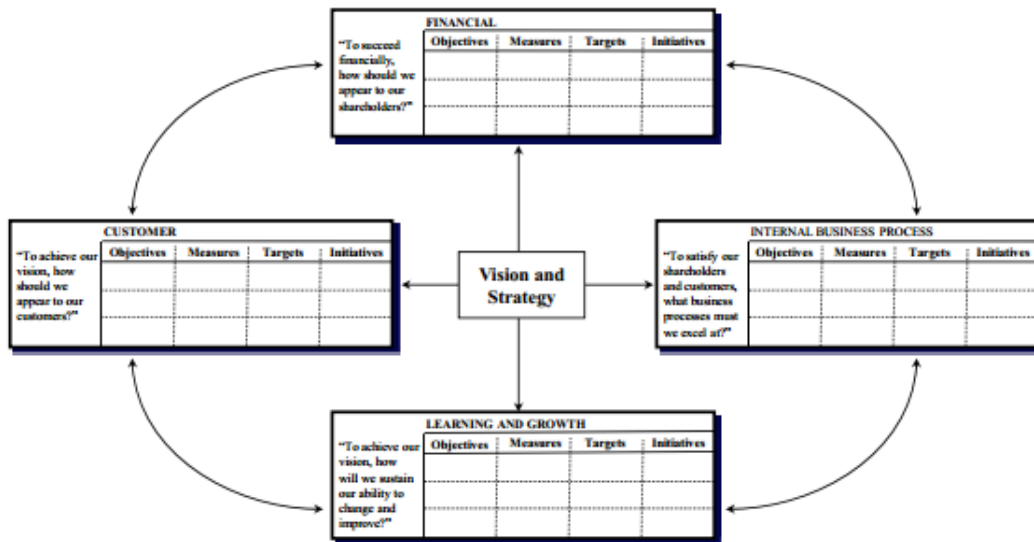 FINANCIAL
Objectives Measures Targets Initiatives
“To succeed
financially,
how should we
appear to our
shareholders?”
CUSTOMER
Objectives Measures Targets Initiatives
“To achieve our
vision, how
should we
appear to our
customers?”
Vision and
Strategy
INTERNAL BUSINESS PROCESS
Objectives Measures Targets Initiatives
“To satisfy our
shareholders
and customers,
what business
processes must
we excel at?”
LEARNING AND GROWTH
Objectives Measures Targets Initiatives
“To achieve our
vision, how
will we sustain
our ability to
change and
improve?”